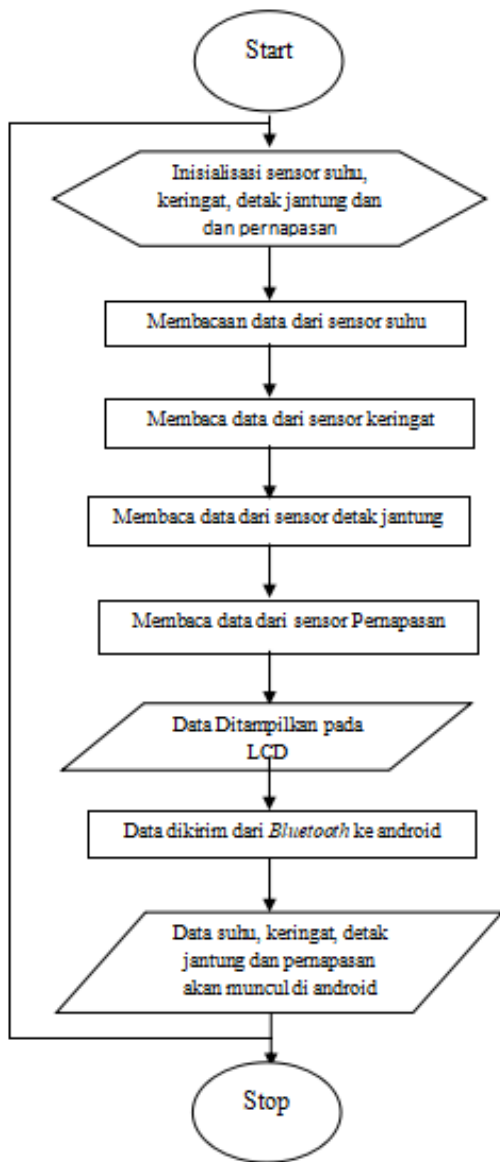 Start
Inisialisasi sensor suhu,
keringat, detak jantung dan
dan pernapasan
Membacaan data dari sensor suhu
Membaca data dari sensor keringat
Membaca data dari sensor detak jantung
Membaca data dari sensor Pernapasan
Data Ditampilkan pada
LCD
Data dikirim dari Bluetooth ke android
Data suhu, keringat, detak
jantung dan pernapasan
akan muncul di android
Stop